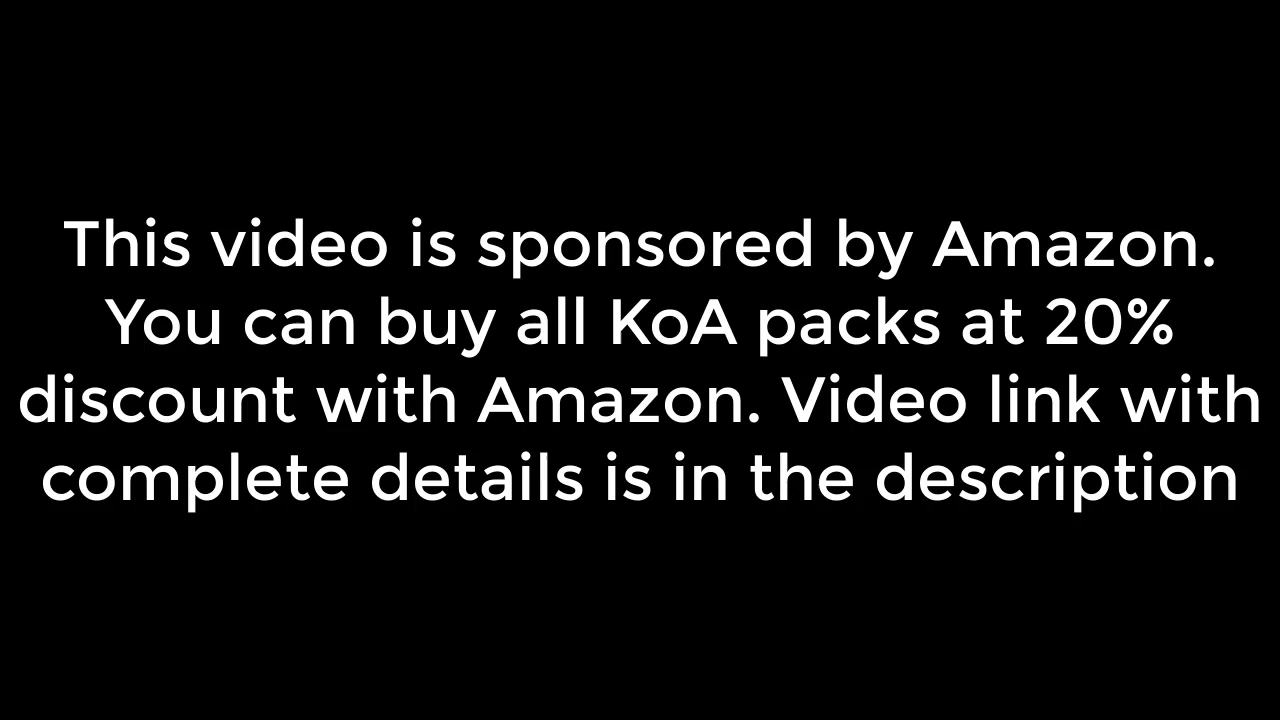 This video is sponsored by Amazon.
You can buy all KoA packs at 20%
discount with Amazon. Video link with
complete details is in the description